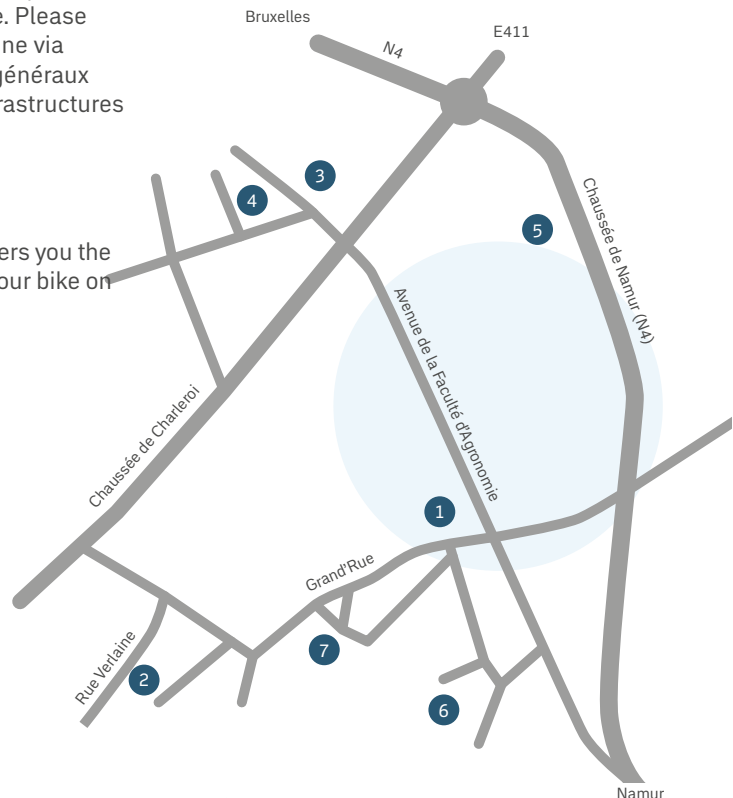 e. Please
ne via
généraux
rastructures
ers you the
our bike on
Bruxelles
E411
N4
3
4
5
Chaussée de Namur (N4)
Avenue de la Faculté d'Agronomie
Chaussée de Charleroi
1
Grand'Rue
7
Rue Verlaine
2
6
Namur